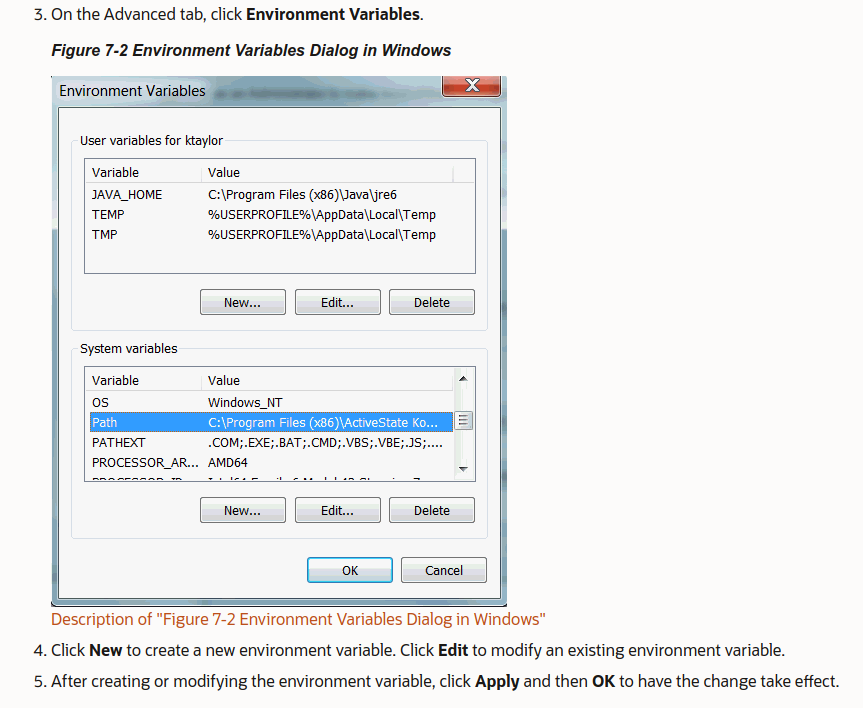 3. On the Advanced tab, click Environment Variables.
Figure 7-2 Environment Variables Dialog in Windows
Environment Variables
User variables for ktaylor
Variable Value
JAVA_HOME C:\Program Files (x86)\Java\jre6
TEMP %USERPROFILE%\AppData\Local\Temp
TMP %USERPROFILE%\AppData\Local\Temp
New... Edit... Delete
System variables
Variable Value
OS Windows_NT
Path C:\Program Files (x86)\ActiveState Ko...
PATHEXT .COM;.EXE;.BAT;.CMD;.VBS;.VBE;.JS;....
PROCESSOR_AR... AMD64
New... Edit... Delete
OK Cancel
Description of "Figure 7-2 Environment Variables Dialog in Windows"
4. Click New to create a new environment variable. Click Edit to modify an existing environment variable.
5. After creating or modifying the environment variable, click Apply and then OK to have the change take effect.